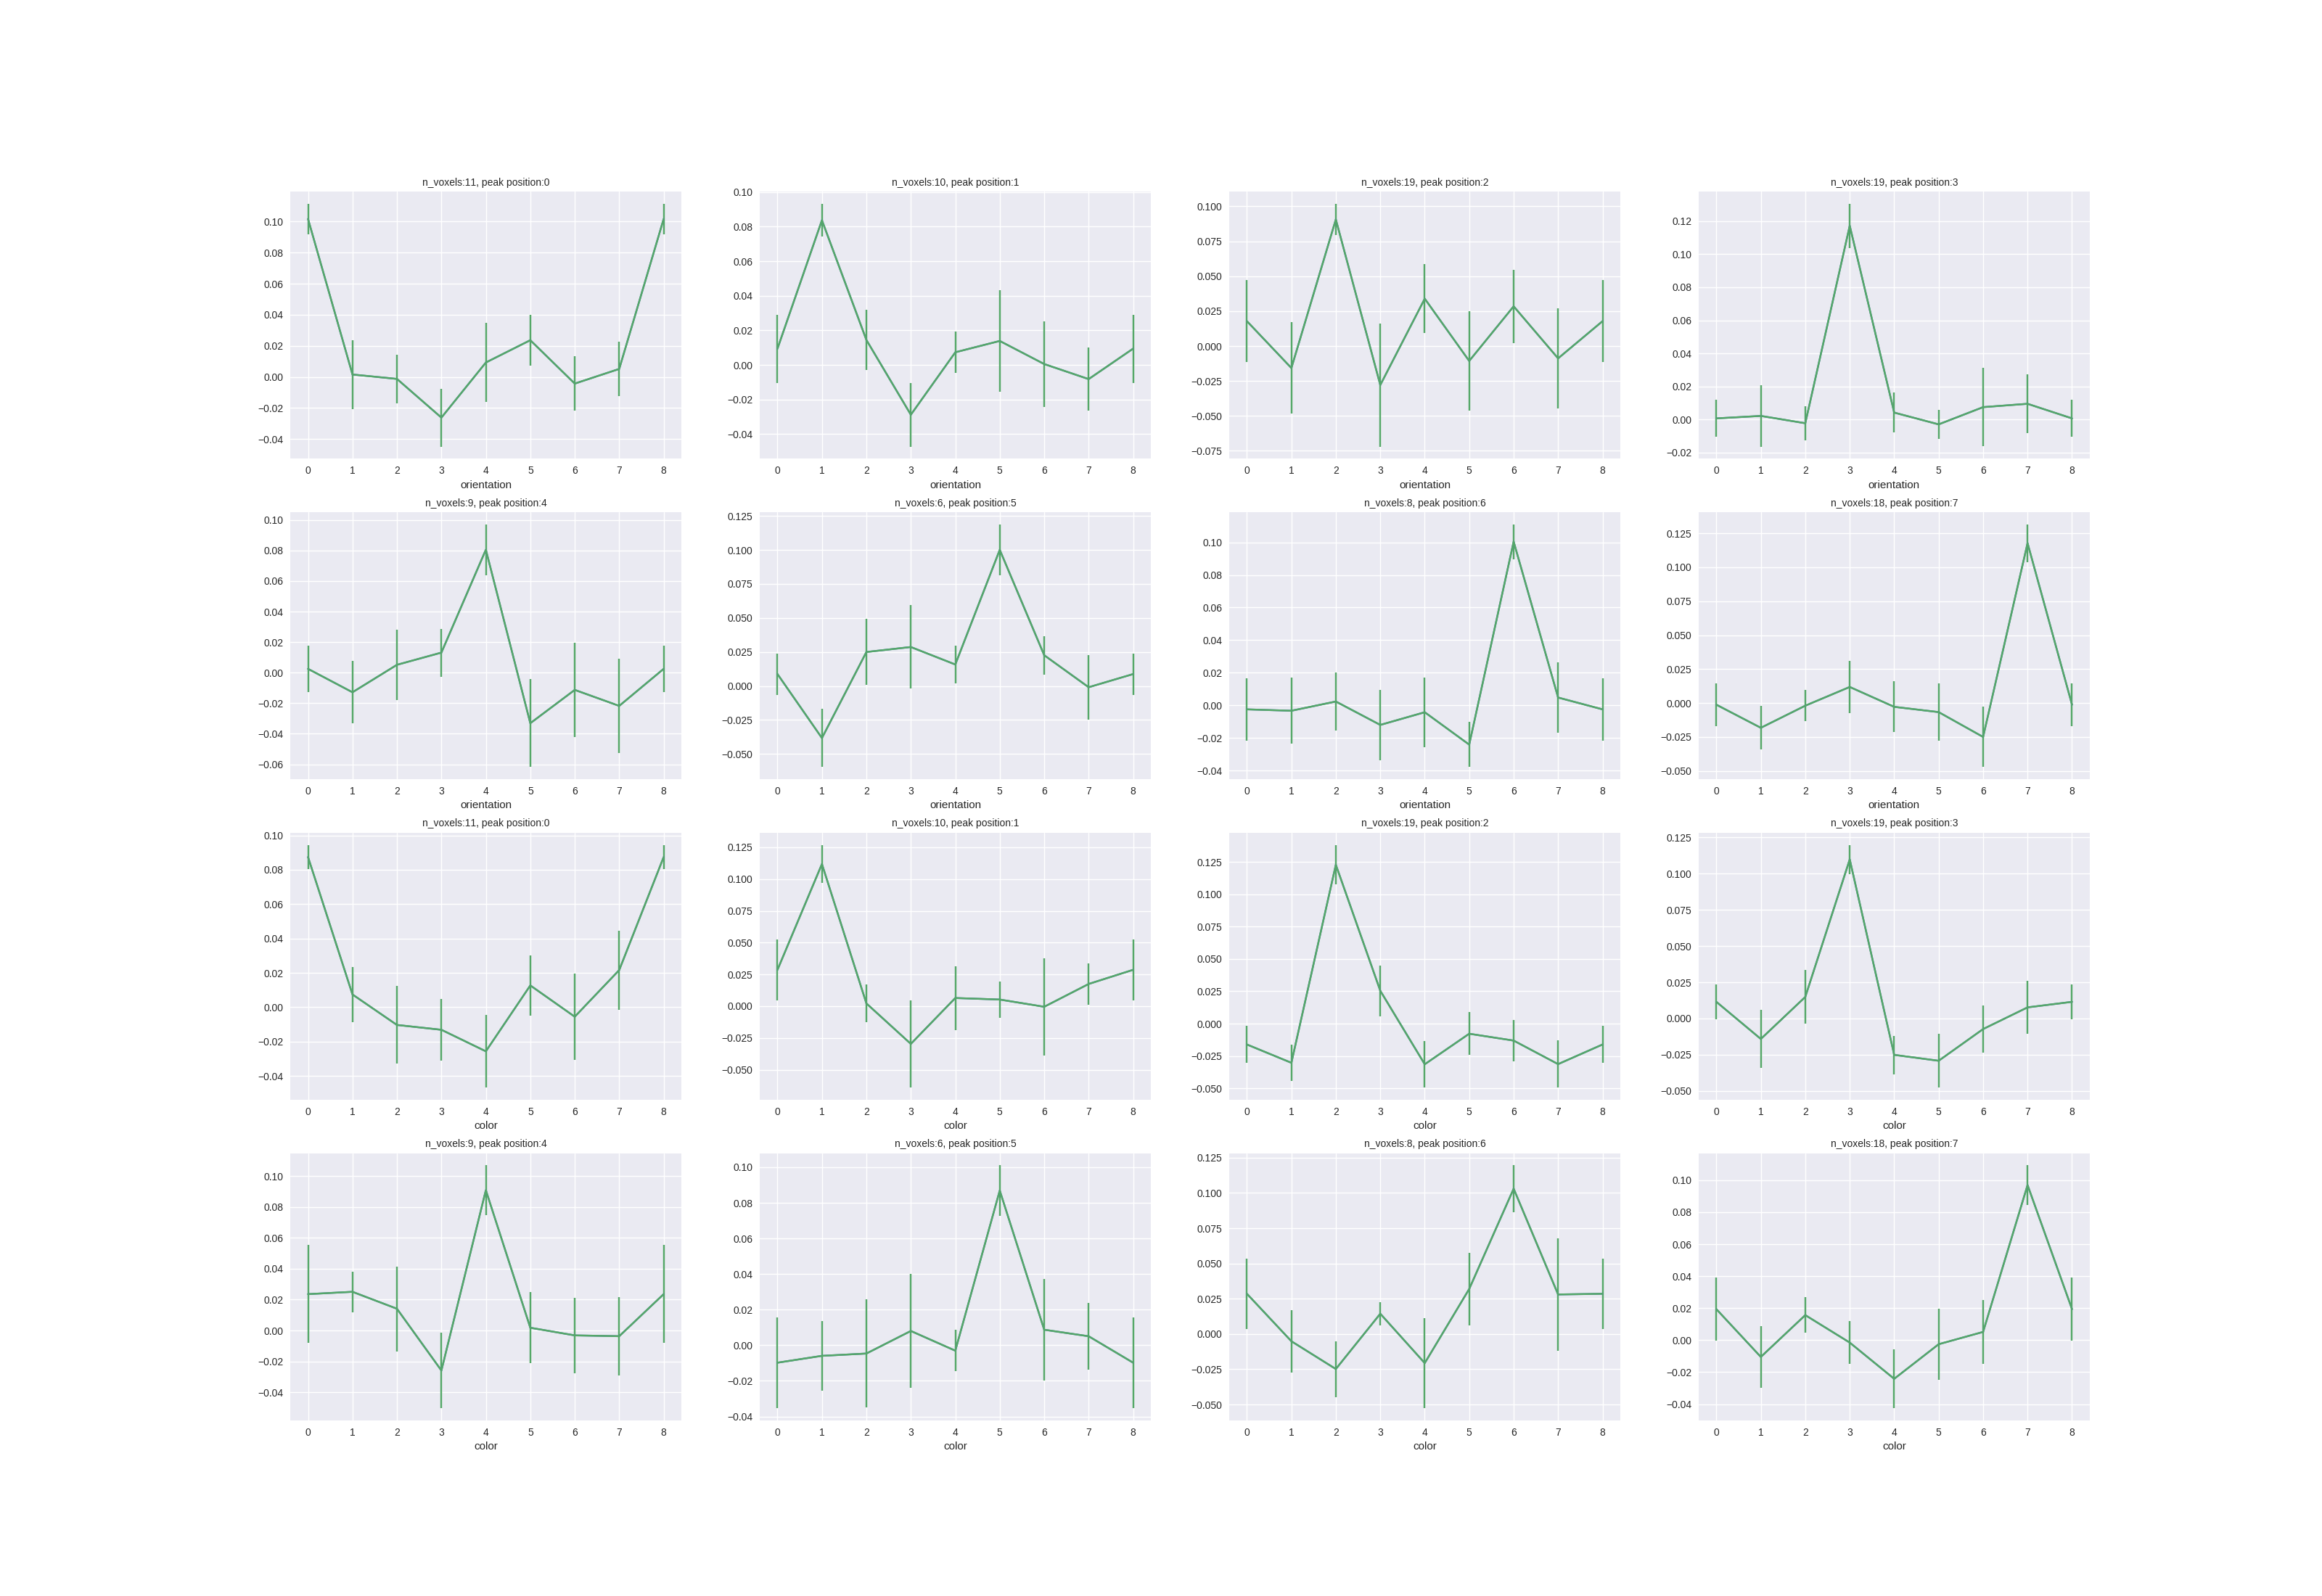 n_voxels:11, peak position:0
0.10
0.08
0.06
0.04
0.02
0.00
−0.02
−0.04
0 1 2 3 4 5 6 7 8
orientation
n_voxels:10, peak position:1
0.10
0.08
0.06
0.04
0.02
0.00
−0.02
−0.04
0 1 2 3 4 5 6 7 8
orientation
n_voxels:19, peak position:2
0.100
0.075
0.050
0.025
0.000
−0.025
−0.050
−0.075
0 1 2 3 4 5 6 7 8
orientation
n_voxels:19, peak position:3
0.12
0.10
0.08
0.06
0.04
0.02
0.00
−0.02
0 1 2 3 4 5 6 7 8
orientation
n_voxels:9, peak position:4
0.10
0.08
0.06
0.04
0.02
0.00
−0.02
−0.04
−0.06
0 1 2 3 4 5 6 7 8
orientation
n_voxels:6, peak position:5
0.125
0.100
0.075
0.050
0.025
0.000
−0.025
−0.050
0 1 2 3 4 5 6 7 8
orientation
n_voxels:8, peak position:6
0.10
0.08
0.06
0.04
0.02
0.00
−0.02
−0.04
0 1 2 3 4 5 6 7 8
orientation
n_voxels:18, peak position:7
0.125
0.100
0.075
0.050
0.025
0.000
−0.025
−0.050
0 1 2 3 4 5 6 7 8
orientation
n_voxels:11, peak position:0
0.10
0.08
0.06
0.04
0.02
0.00
−0.02
−0.04
0 1 2 3 4 5 6 7 8
color
n_voxels:10, peak position:1
0.125
0.100
0.075
0.050
0.025
0.000
−0.025
−0.050
0 1 2 3 4 5 6 7 8
color
n_voxels:19, peak position:2
0.125
0.100
0.075
0.050
0.025
0.000
−0.025
−0.050
0 1 2 3 4 5 6 7 8
color
n_voxels:19, peak position:3
0.125
0.100
0.075
0.050
0.025
0.000
−0.025
−0.050
0 1 2 3 4 5 6 7 8
color
n_voxels:9, peak position:4
0.10
0.08
0.06
0.04
0.02
0.00
−0.02
−0.04
0 1 2 3 4 5 6 7 8
color
n_voxels:6, peak position:5
0.10
0.08
0.06
0.04
0.02
0.00
−0.02
−0.04
0 1 2 3 4 5 6 7 8
color
n_voxels:8, peak position:6
0.125
0.100
0.075
0.050
0.025
0.000
−0.025
−0.050
0 1 2 3 4 5 6 7 8
color
n_voxels:18, peak position:7
0.10
0.08
0.06
0.04
0.02
0.00
−0.02
−0.04
0 1 2 3 4 5 6 7 8
color